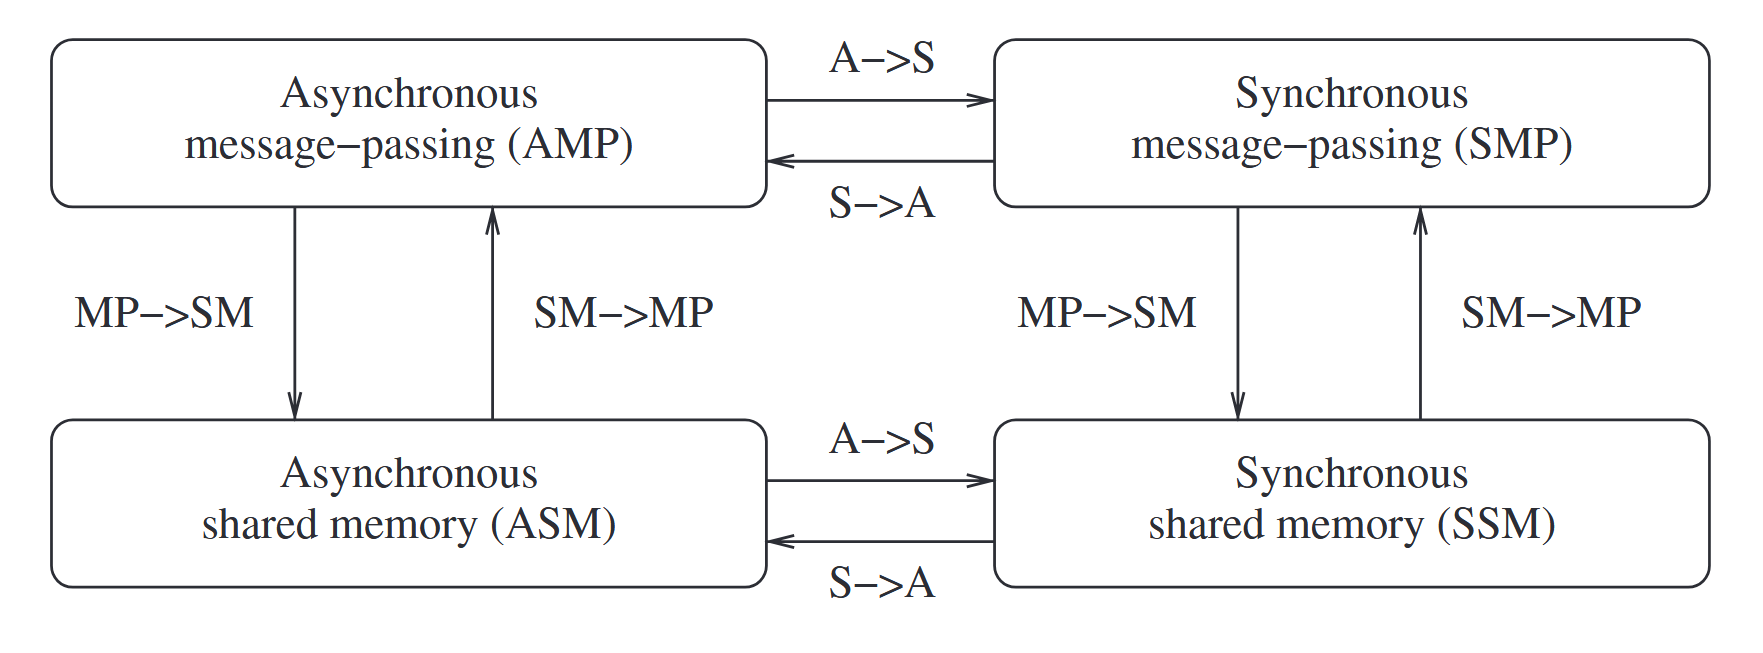 Asynchronous
message–passing (AMP)
A–>S
S–>A
Synchronous
message–passing (SMP)
MP–>SM
SM–>MP
MP–>SM
SM–>MP
Asynchronous
shared memory (ASM)
A–>S
S–>A
Synchronous
shared memory (SSM)